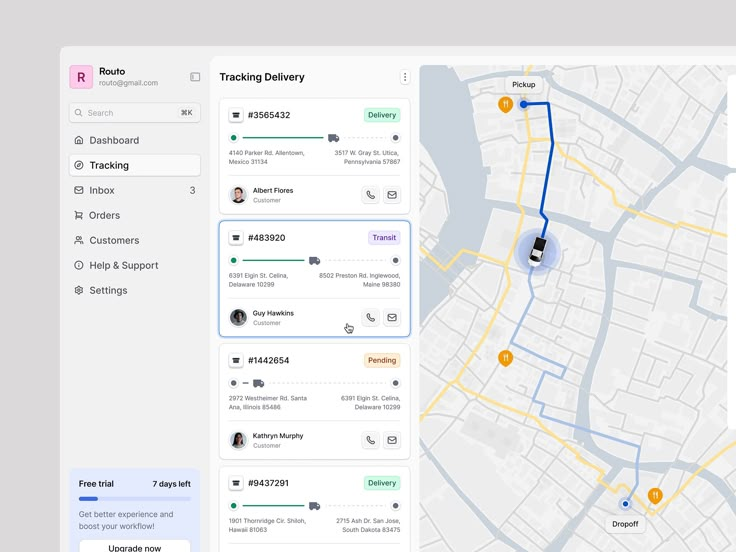 R
Routo
routo@gmail.com
Search
⌘K
Dashboard
Tracking
Inbox 3
Orders
Customers
Help & Support
Settings
Free trial 7 days left
Get better experience and
boost your workflow!
Upgrade now
Tracking Delivery
#3565432 Delivery
4140 Parker Rd. Allentown, 3517 W. Gray St. Utica,
Mexico 31134 Pennsylvania 57867
Albert Flores
Customer
#483920 Transit
6391 Elgin St. Celina, 8502 Preston Rd. Inglewood,
Delaware 10299 Maine 98380
Guy Hawkins
Customer
#1442654 Pending
2972 Westheimer Rd. Santa 6391 Elgin St. Celina,
Ana, Illinois 85486 Delaware 10299
Kathryn Murphy
Customer
#9437291 Delivery
1901 Thornridge Cir. Shiloh, 2715 Ash Dr. San Jose,
Hawaii 81063 South Dakota 83475
Pickup
Dropoff